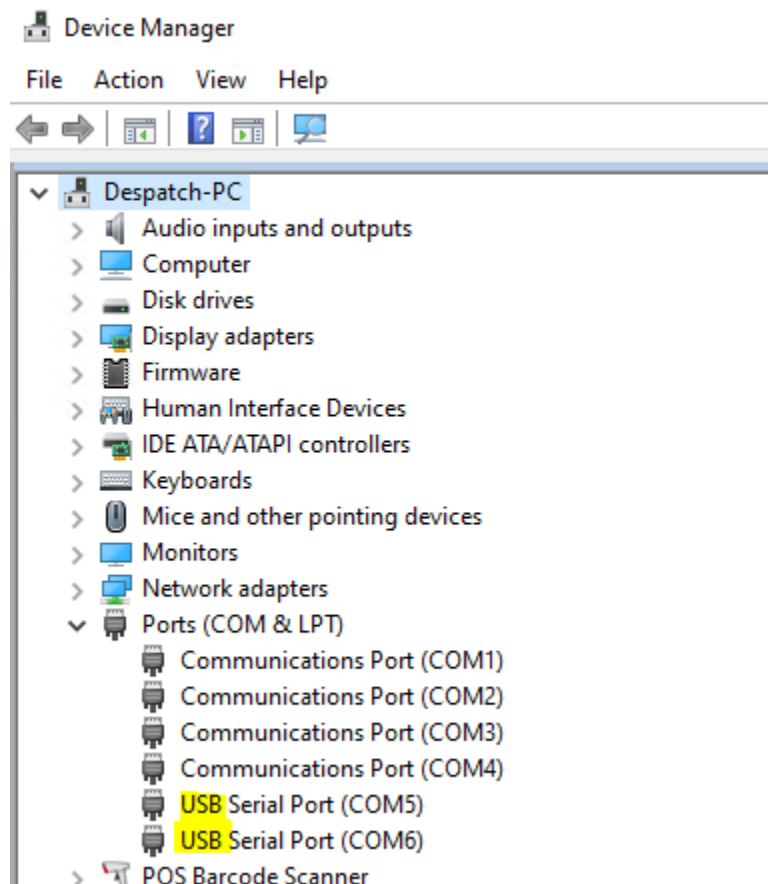 Device Manager
File Action View Help
Despatch-PC
Audio inputs and outputs
Computer
Disk drives
Display adapters
Firmware
Human Interface Devices
IDE ATA/ATAPI controllers
Keyboards
Mice and other pointing devices
Monitors
Network adapters
Ports (COM & LPT)
Communications Port (COM1)
Communications Port (COM2)
Communications Port (COM3)
Communications Port (COM4)
USB Serial Port (COM5)
USB Serial Port (COM6)
POS Barcode Scanner